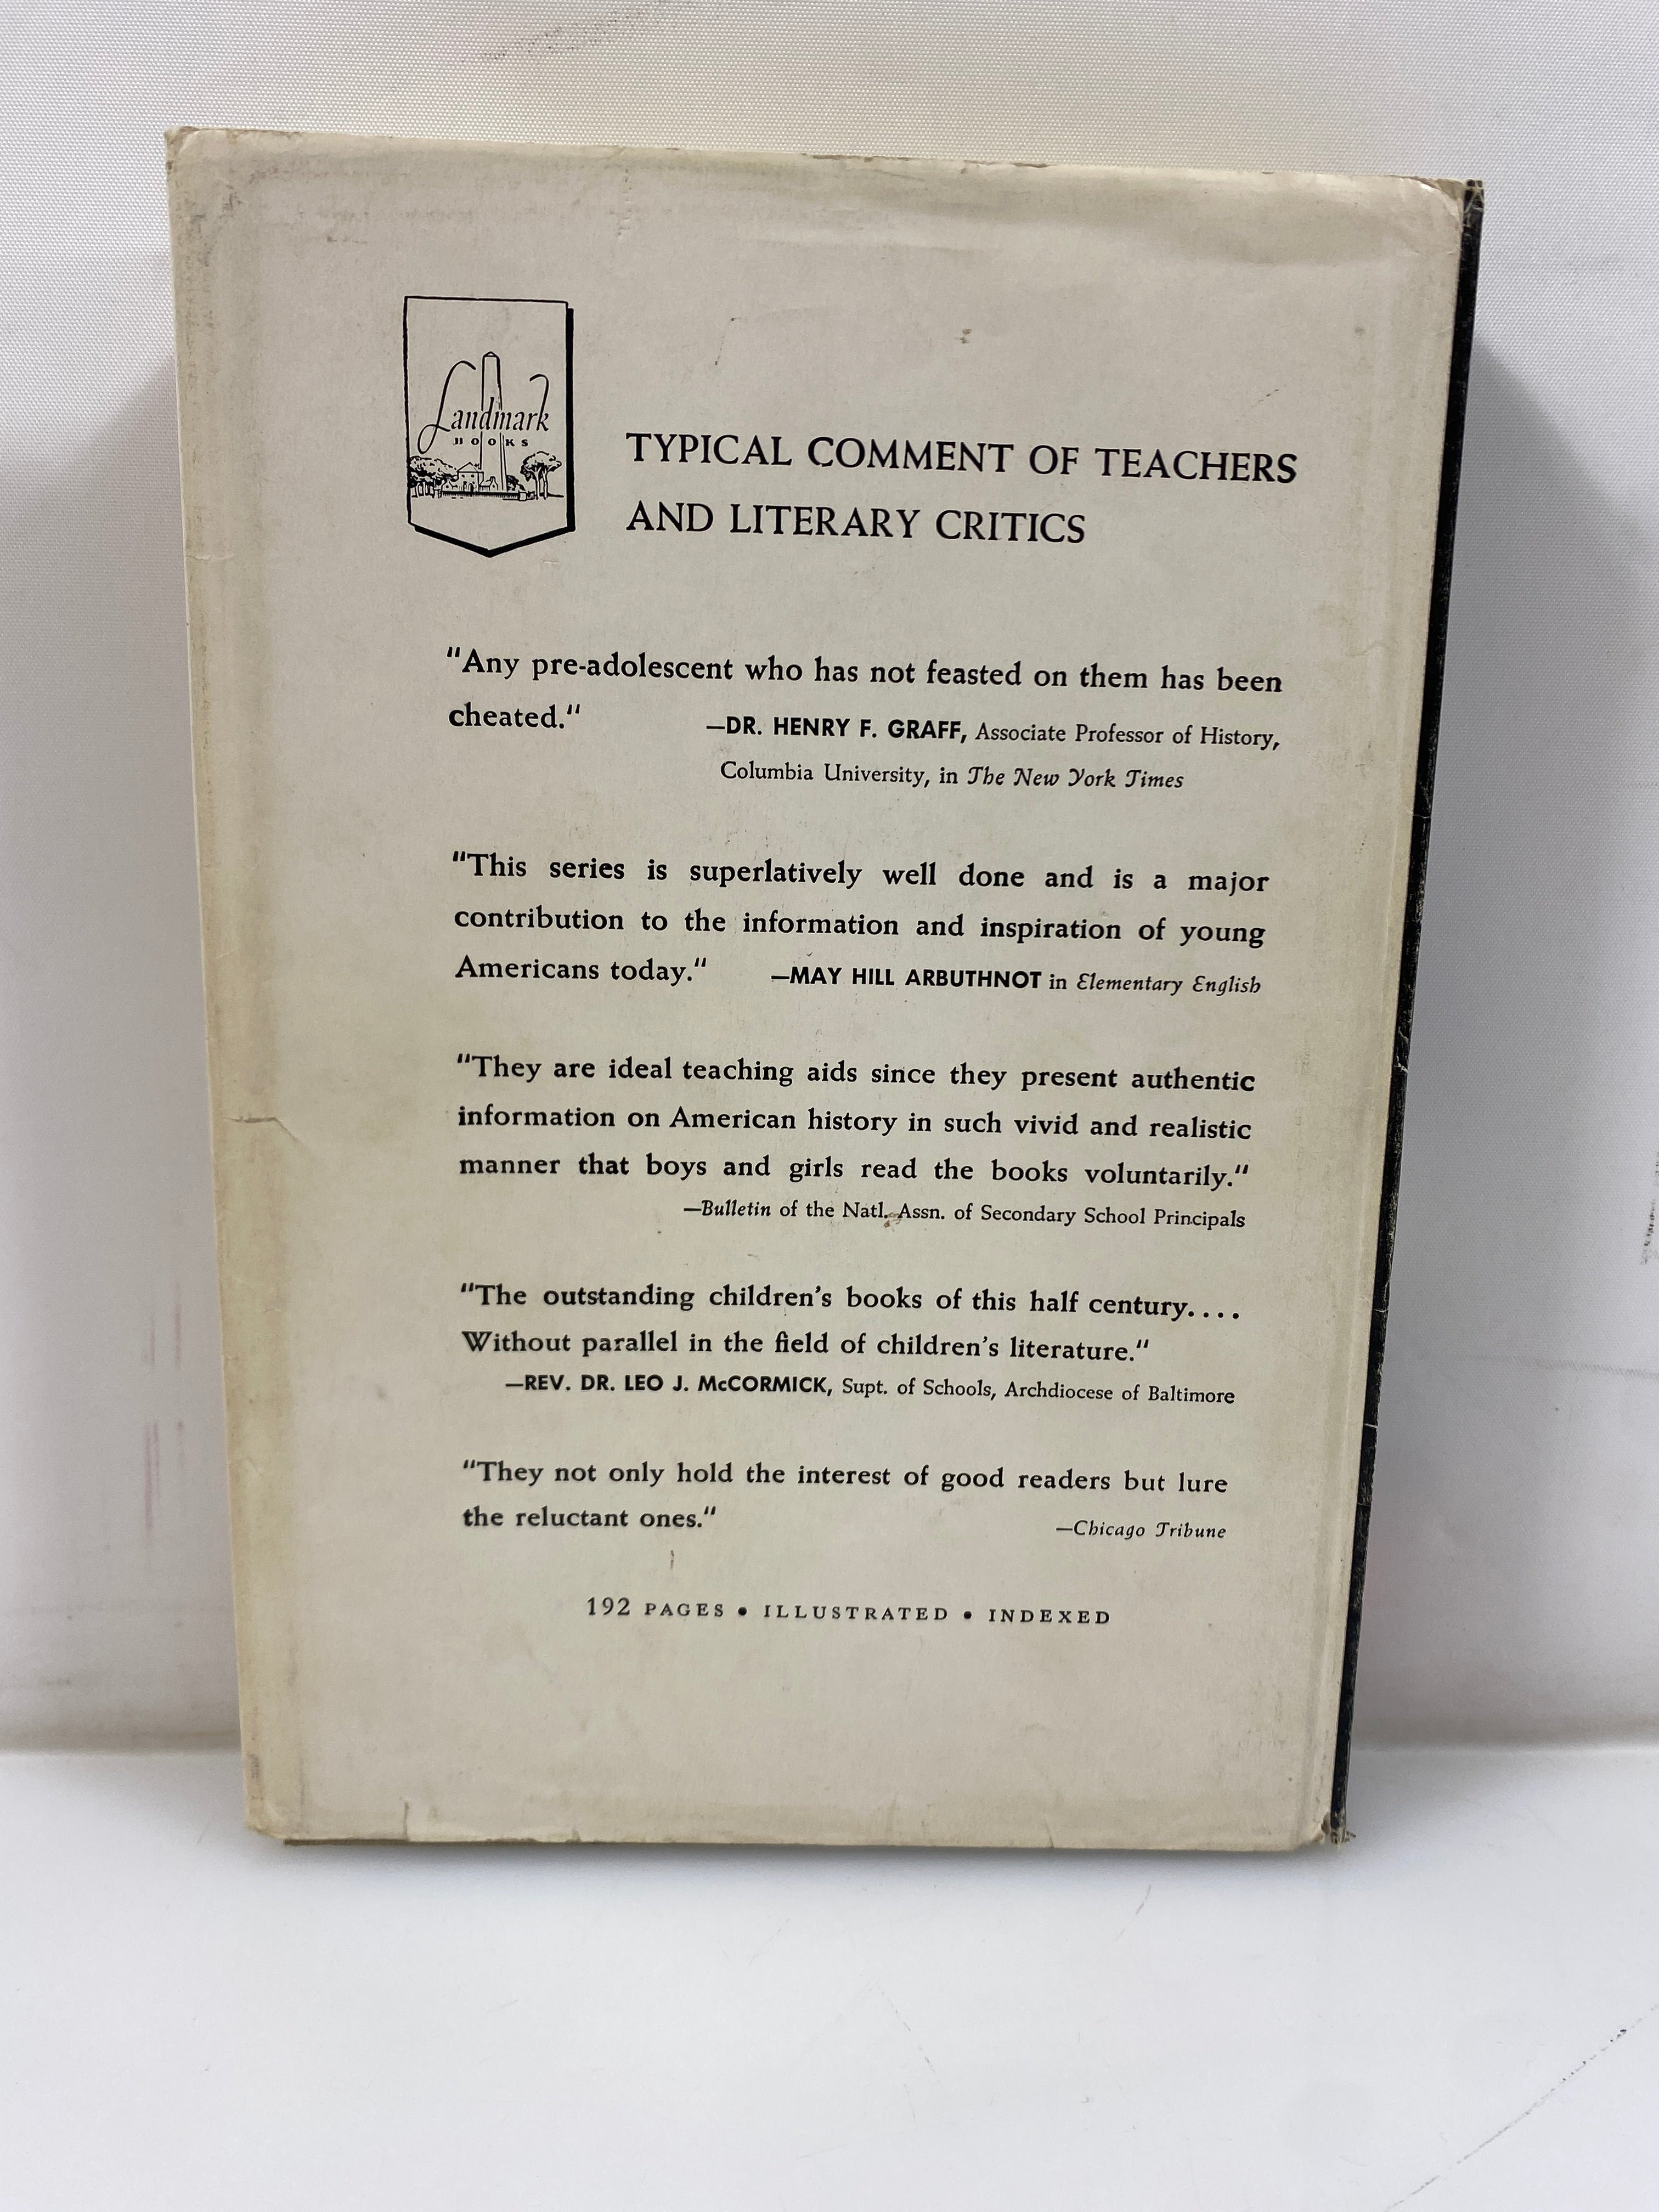 Landmark
BOOKS
TYPICAL COMMENT OF TEACHERS
AND LITERARY CRITICS
"Any pre-adolescent who has not feasted on them has been
cheated."
—DR. HENRY F. GRAFF, Associate Professor of History,
Columbia University, in The New York Times
"This series is superlatively well done and is a major
contribution to the information and inspiration of young
Americans today." —MAY HILL ARBUTHNOT in Elementary English
"They are ideal teaching aids since they present authentic
information on American history in such vivid and realistic
manner that boys and girls read the books voluntarily."
—Bulletin of the Natl. Assn. of Secondary School Principals
"The outstanding children's books of this half century....
Without parallel in the field of children's literature."
—REV. DR. LEO J. McCORMICK, Supt. of Schools, Archdiocese of Baltimore
"They not only hold the interest of good readers but lure
the reluctant ones." —Chicago Tribune
192 PAGES • ILLUSTRATED • INDEXED